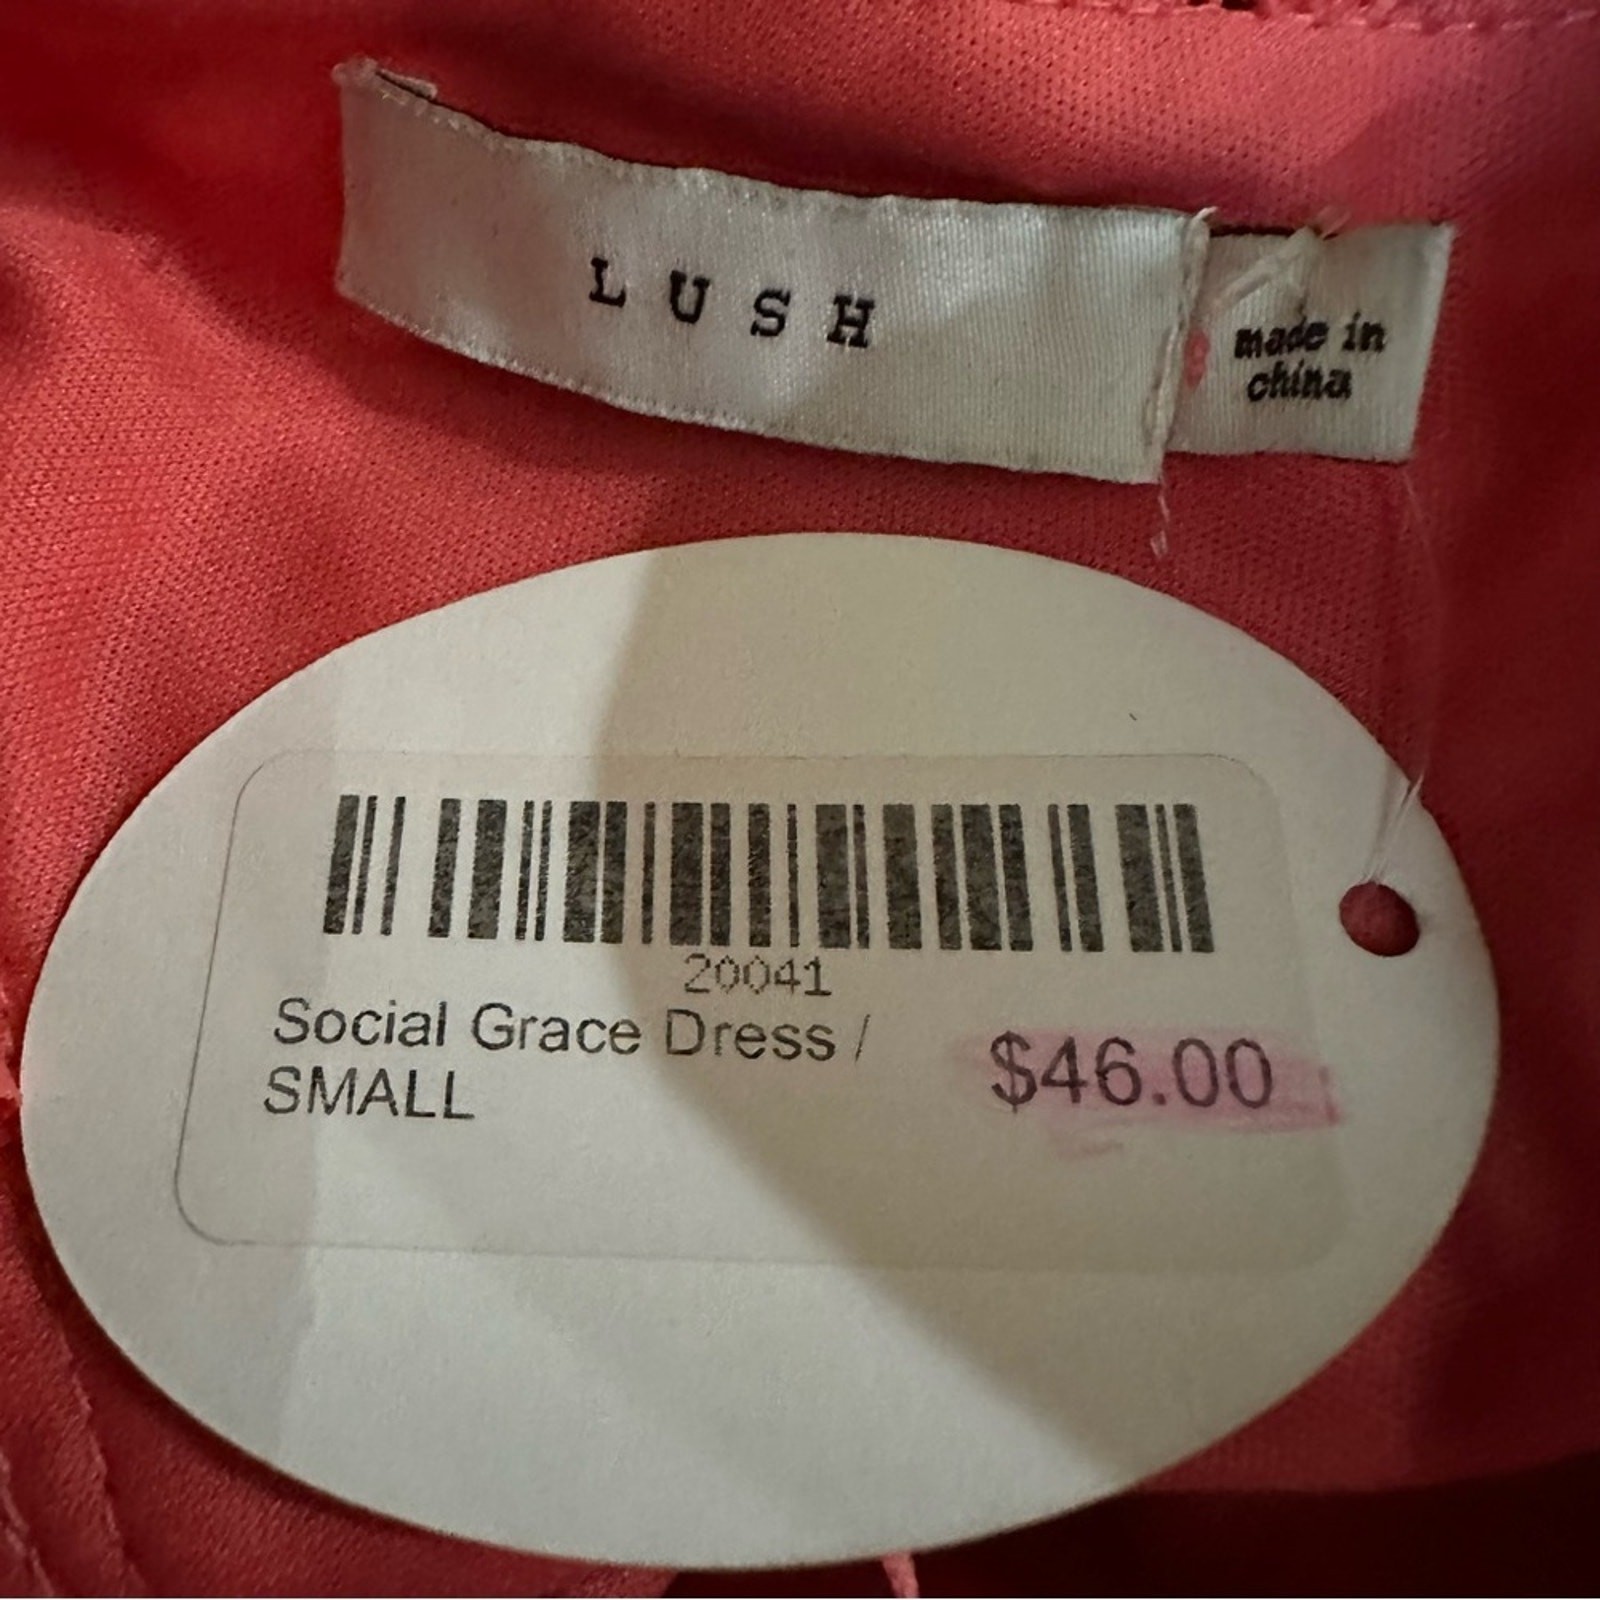 LUSH
made in
china
20041
Social Grace Dress /
SMALL
$46.00